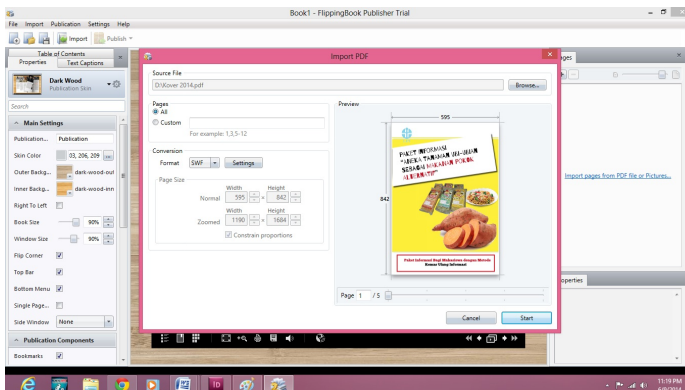 Book1 - FlippingBook Publisher Trial
File Import Publication Settings Help
Import Publish
Table of Contents
Properties Text Captions
Dark Wood
Publication Skin
Search
Main Settings
Publication... Publication
Skin Color 03, 206, 209 ...
Outer Backg... dark-wood-out
Inner Backg... dark-wood-inn
Right To Left
Book Size 90%
Window Size 90%
Flip Corner
Top Bar
Bottom Menu
Single Page...
Side Window None
Publication Components
Bookmarks
Import PDF
Source File
D:\Kover 2014.pdf Browse...
Pages
All
Custom
For example: 1,3,5-12
Conversion
Format SWF Settings
Page Size
Width Height
Normal 595 × 842
Width Height
Zoomed 1190 × 1684
Constrain proportions
Preview
595
842
PAKET INFORMASI
"ANEKA TANAMAN UBI-UBIAN
SEBAGAI MAKANAN POKOK
ALTERNATIF"
Paket Informasi Bagi Mahasiswa dengan Metode
Kemas Ulang Informasi
Page 1 / 5
Cancel Start
ages
Import pages from PDF file or Pictures...
operties
11:19 PM
6/9/2014